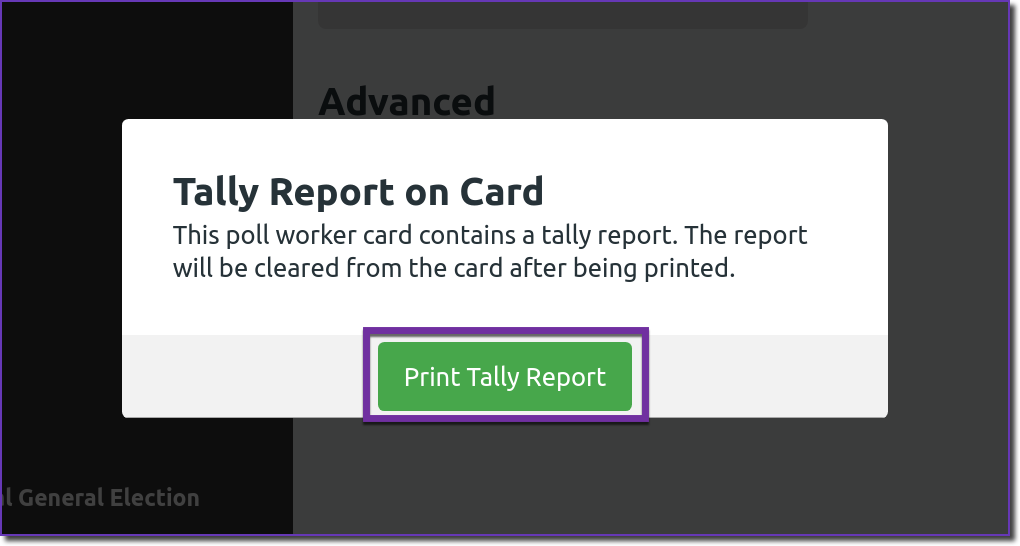 Advanced
Tally Report on Card
This poll worker card contains a tally report. The report
will be cleared from the card after being printed.
Print Tally Report
General Election